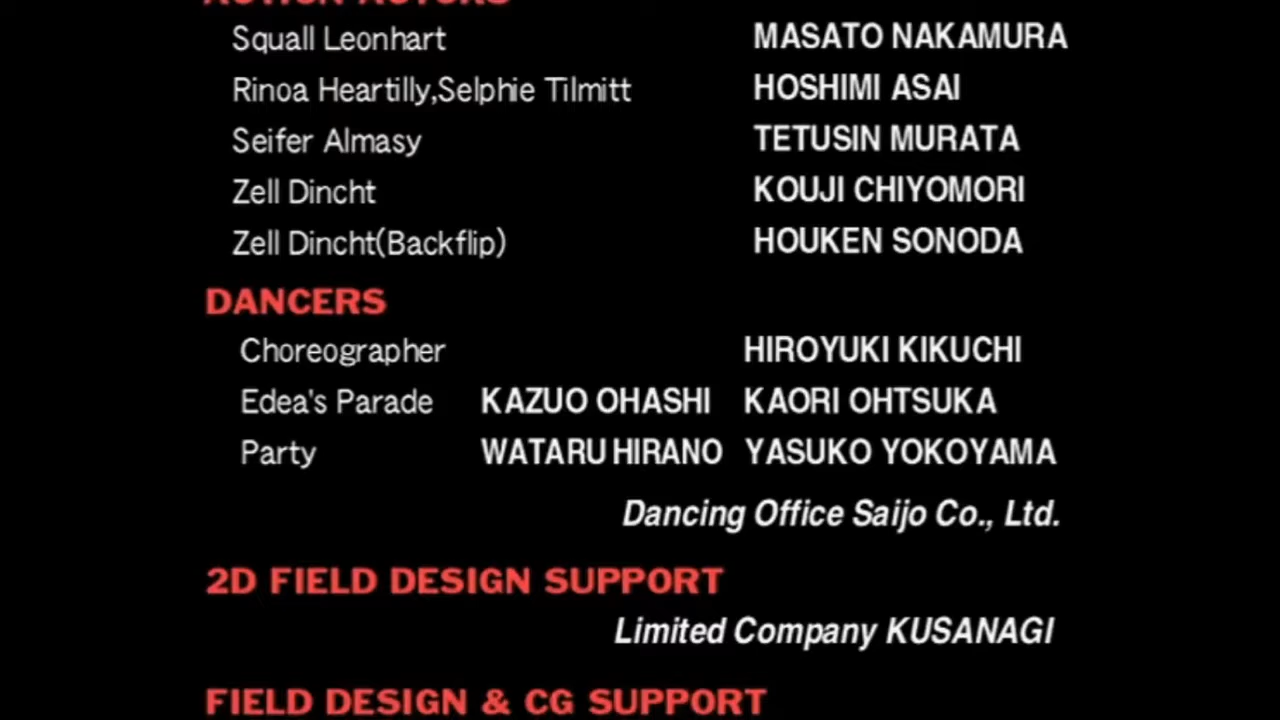 ACTION ACTORS
Squall Leonhart MASATO NAKAMURA
Rinoa Heartilly,Selphie Tilmitt HOSHIMI ASAI
Seifer Almasy TETUSIN MURATA
Zell Dincht KOUJI CHIYOMORI
Zell Dincht(Backflip) HOUKEN SONODA
DANCERS
Choreographer HIROYUKI KIKUCHI
Edea's Parade KAZUO OHASHI KAORI OHTSUKA
Party WATARU HIRANO YASUKO YOKOYAMA
Dancing Office Saijo Co., Ltd.
2D FIELD DESIGN SUPPORT
Limited Company KUSANAGI
FIELD DESIGN & CG SUPPORT